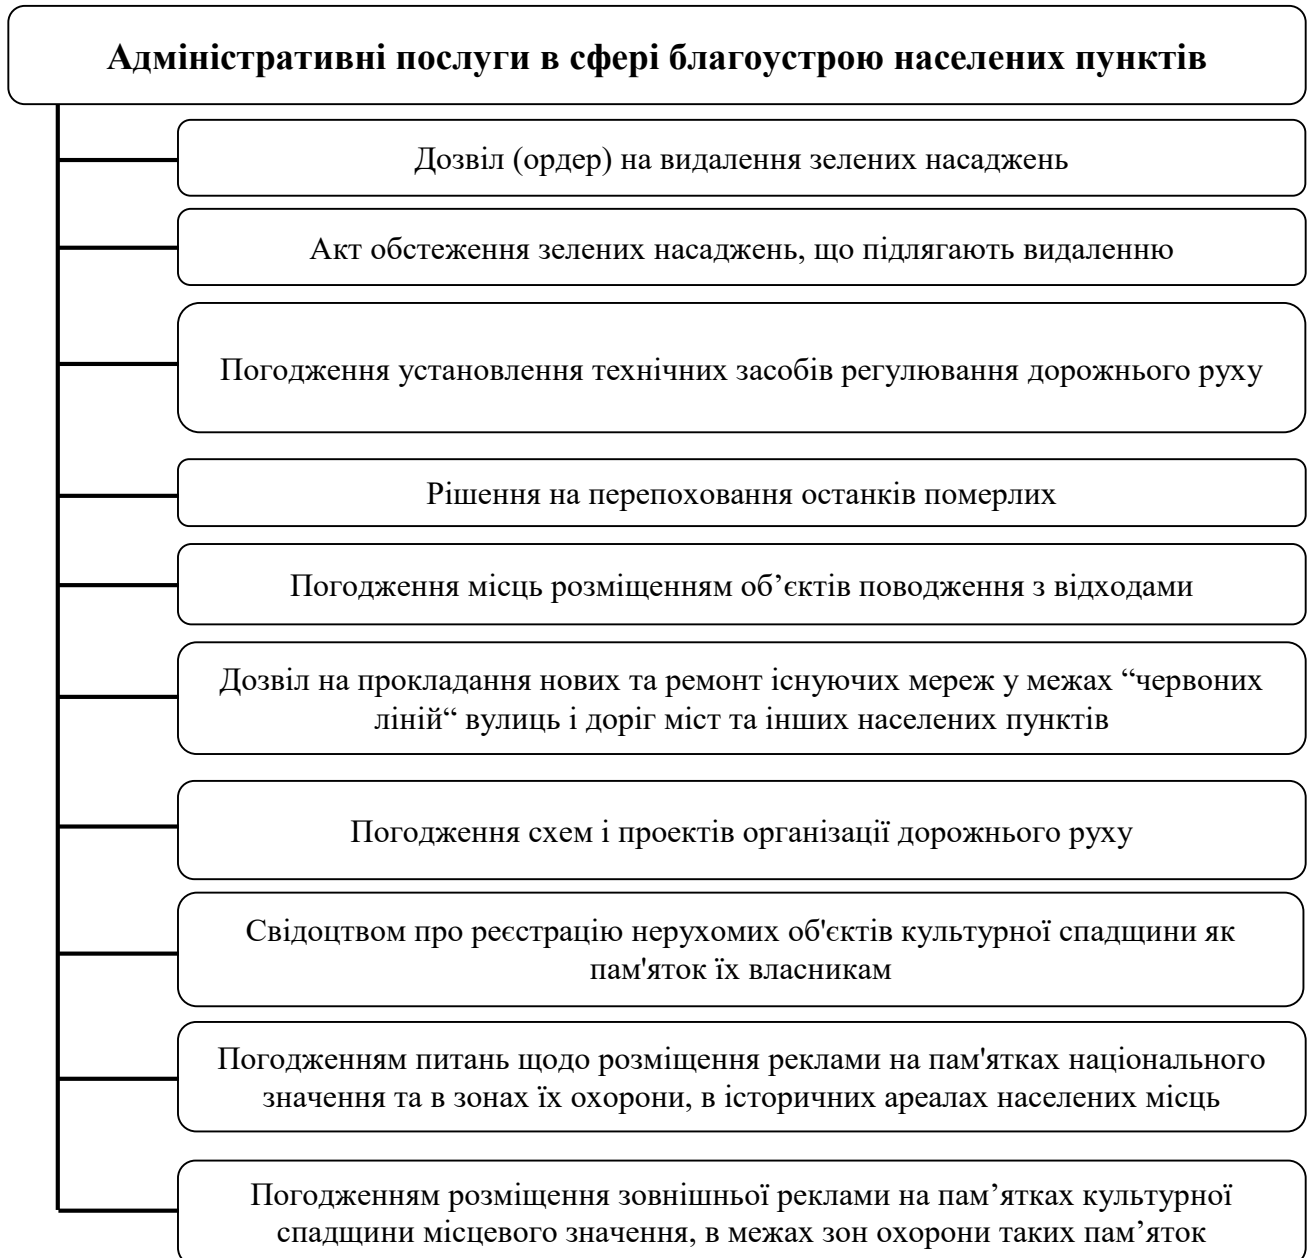 Адміністративні послуги в сфері благоустрою населених пунктів
Дозвіл (ордер) на видалення зелених насаджень
Акт обстеження зелених насаджень, що підлягають видаленню
Погодження установлення технічних засобів регулювання дорожнього руху
Рішення на перепоховання останків померлих
Погодження місць розміщенням об’єктів поводження з відходами
Дозвіл на прокладання нових та ремонт існуючих мереж у межах “червоних
ліній“ вулиць і доріг міст та інших населених пунктів
Погодження схем і проектів організації дорожнього руху
Свідоцтвом про реєстрацію нерухомих об'єктів культурної спадщини як
пам'яток їх власникам
Погодженням питань щодо розміщення реклами на пам'ятках національного
значення та в зонах їх охорони, в історичних ареалах населених місць
Погодженням розміщення зовнішньої реклами на пам’ятках культурної
спадщини місцевого значення, в межах зон охорони таких пам’яток